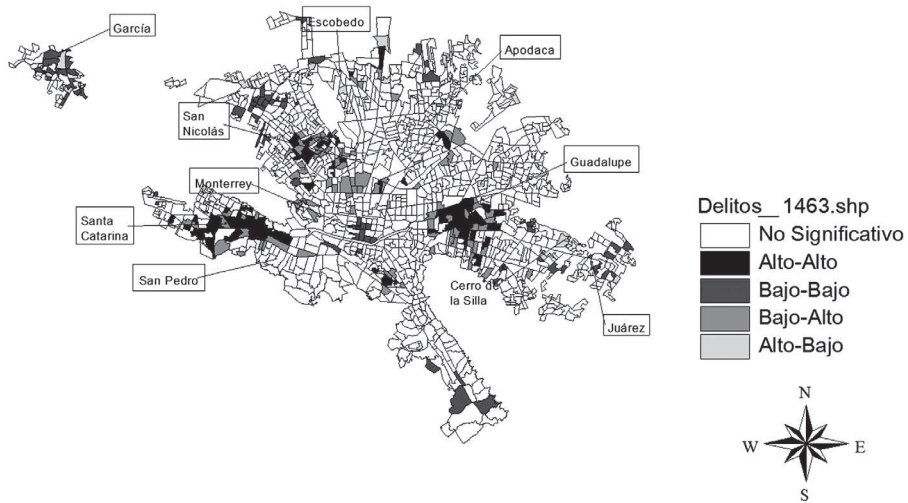 García
Escobedo
Apodaca
San
Nicolás
Guadalupe
Monterrey
Santa
Catarina
San Pedro
Cerro de
la Silla
Juárez
Delitos__ 1463.shp
No Significativo
Alto-Alto
Bajo-Bajo
Bajo-Alto
Alto-Bajo
N
W
E
S